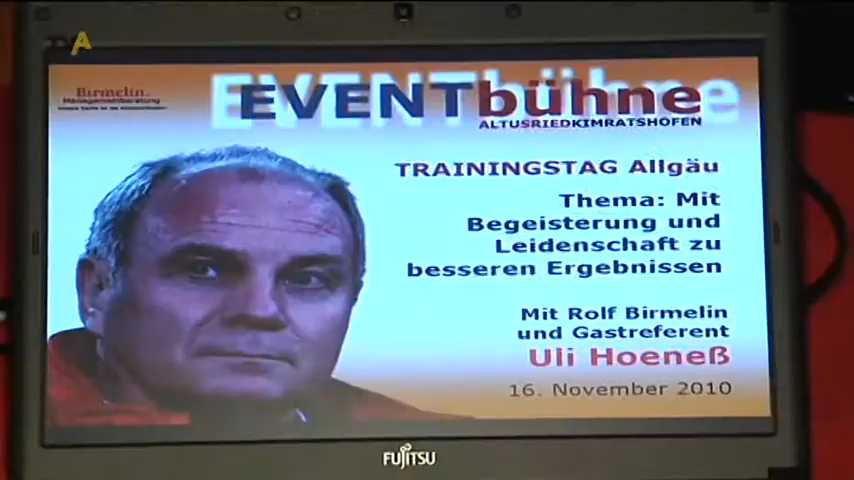 A
Birmelin
Managementberatung
EVENTbühne
ALTUSRIEDKIMRATSHOFEN
TRAININGSTAG Allgäu
Thema: Mit
Begeisterung und
Leidenschaft zu
besseren Ergebnissen
Mit Rolf Birmelin
und Gastreferent
Uli Hoeneß
16. November 2010
FUJITSU